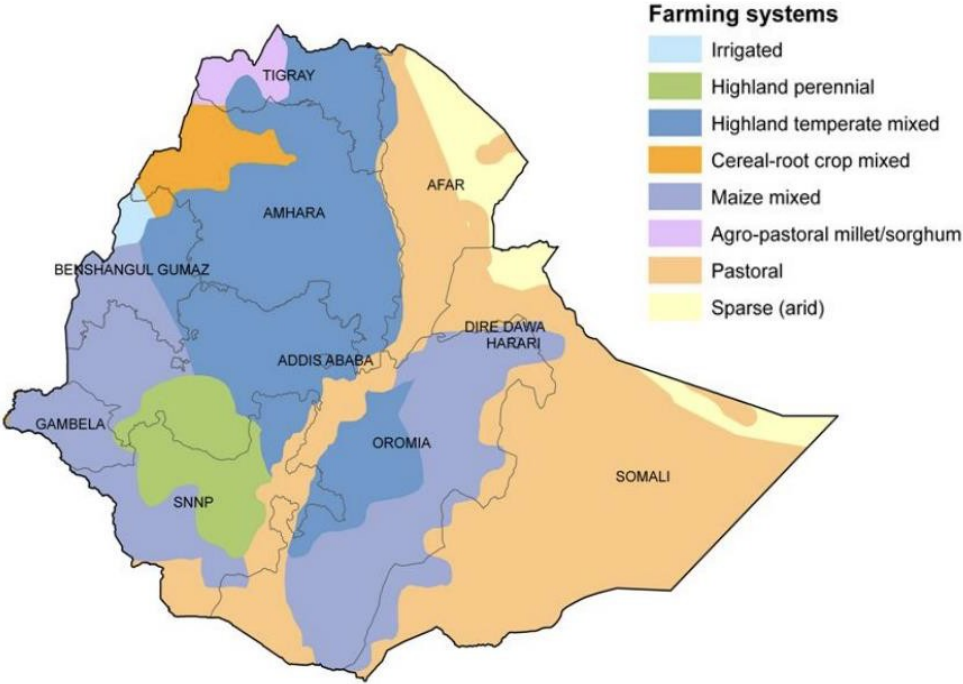 Farming systems
Irrigated
Highland perennial
Highland temperate mixed
Cereal-root crop mixed
Maize mixed
Agro-pastoral millet/sorghum
Pastoral
Sparse (arid)
TIGRAY
AFAR
AMHARA
BENSHANGUL GUMAZ
DIRE DAWA
HARARI
ADDIS ABABA
GAMBELA
OROMIA
SOMALI
SNNP